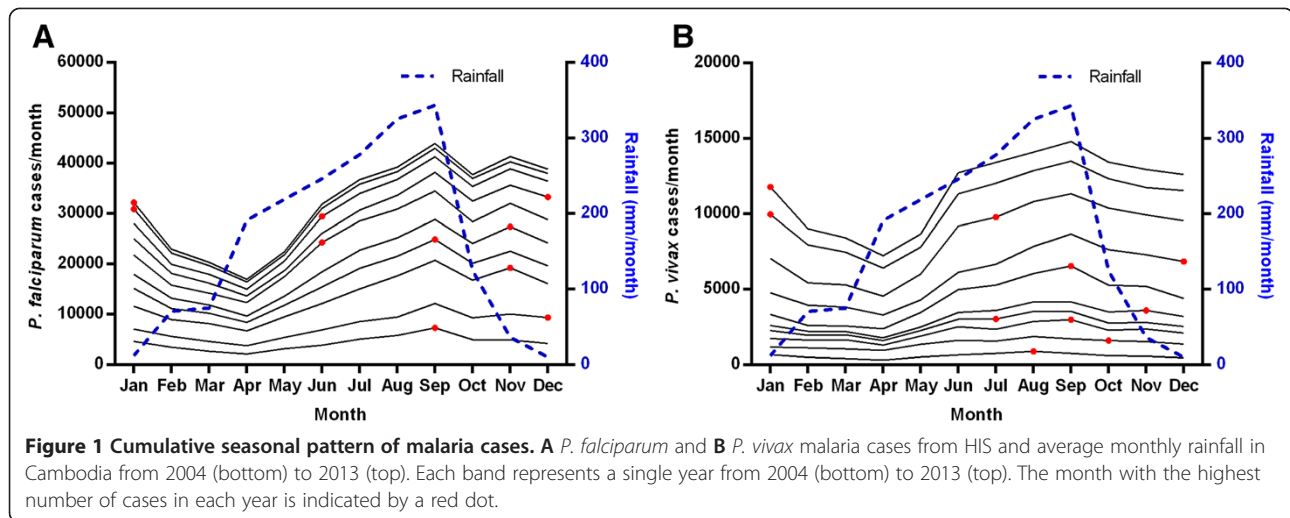 A
B
60000
50000
40000
30000
20000
10000
0
P. falciparum cases/month
Rainfall
400
300
200
100
0
Rainfall (mm/month)
Jan Feb Mar Apr May Jun Jul Aug Sep Oct Nov Dec
Month
20000
15000
10000
5000
0
P. vivax cases/month
Rainfall
400
300
200
100
0
Rainfall (mm/month)
Jan Feb Mar Apr May Jun Jul Aug Sep Oct Nov Dec
Month
Figure 1 Cumulative seasonal pattern of malaria cases. A P. falciparum and B P. vivax malaria cases from HIS and average monthly rainfall in
Cambodia from 2004 (bottom) to 2013 (top). Each band represents a single year from 2004 (bottom) to 2013 (top). The month with the highest
number of cases in each year is indicated by a red dot.